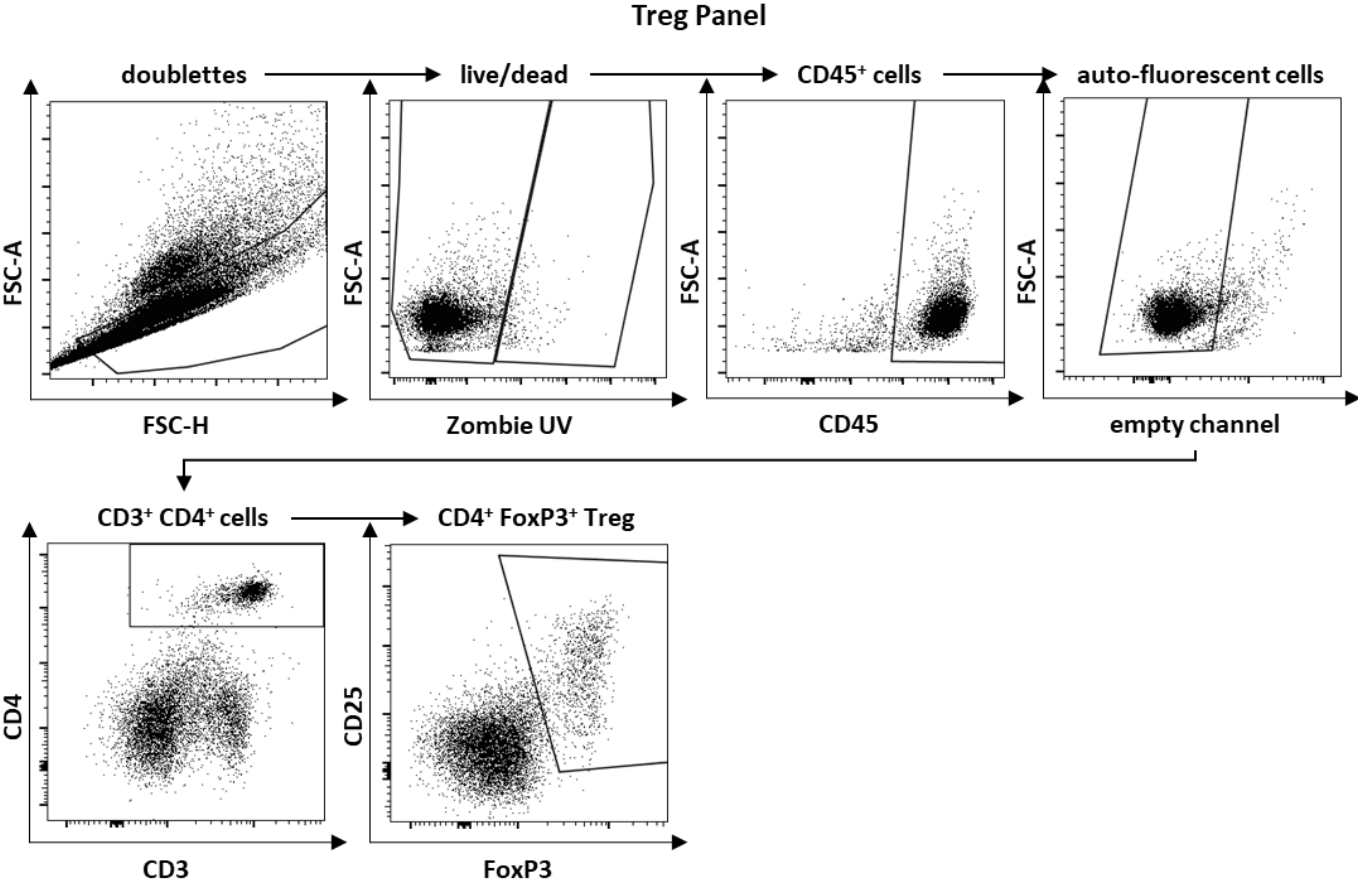 Treg Panel
doublettes
live/dead
CD45⁺ cells
auto-fluorescent cells
FSC-A
FSC-A
FSC-A
FSC-A
FSC-H
Zombie UV
CD45
empty channel
CD3⁺ CD4⁺ cells
CD4⁺ FoxP3⁺ Treg
CD4
CD25
CD3
FoxP3